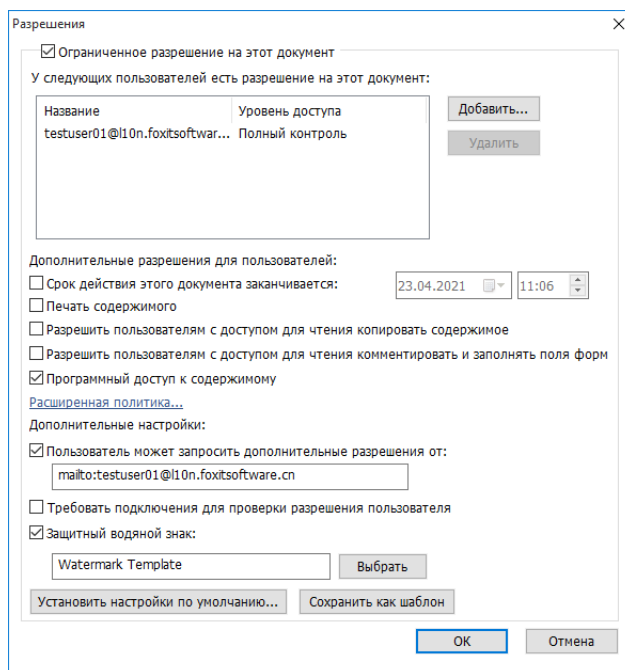 Разрешения
Ограниченное разрешение на этот документ
У следующих пользователей есть разрешение на этот документ:
Название Уровень доступа
testuser01@l10n.foxitsoftwar... Полный контроль
Добавить...
Удалить
Дополнительные разрешения для пользователей:
Срок действия этого документа заканчивается: 23.04.2021 11:06
Печать содержимого
Разрешить пользователям с доступом для чтения копировать содержимое
Разрешить пользователям с доступом для чтения комментировать и заполнять поля форм
Программный доступ к содержимому
Расширенная политика...
Дополнительные настройки:
Пользователь может запросить дополнительные разрешения от:
mailto:testuser01@l10n.foxitsoftware.cn
Требовать подключения для проверки разрешения пользователя
Защитный водяной знак:
Watermark Template Выбрать
Установить настройки по умолчанию... Сохранить как шаблон
OK Отмена